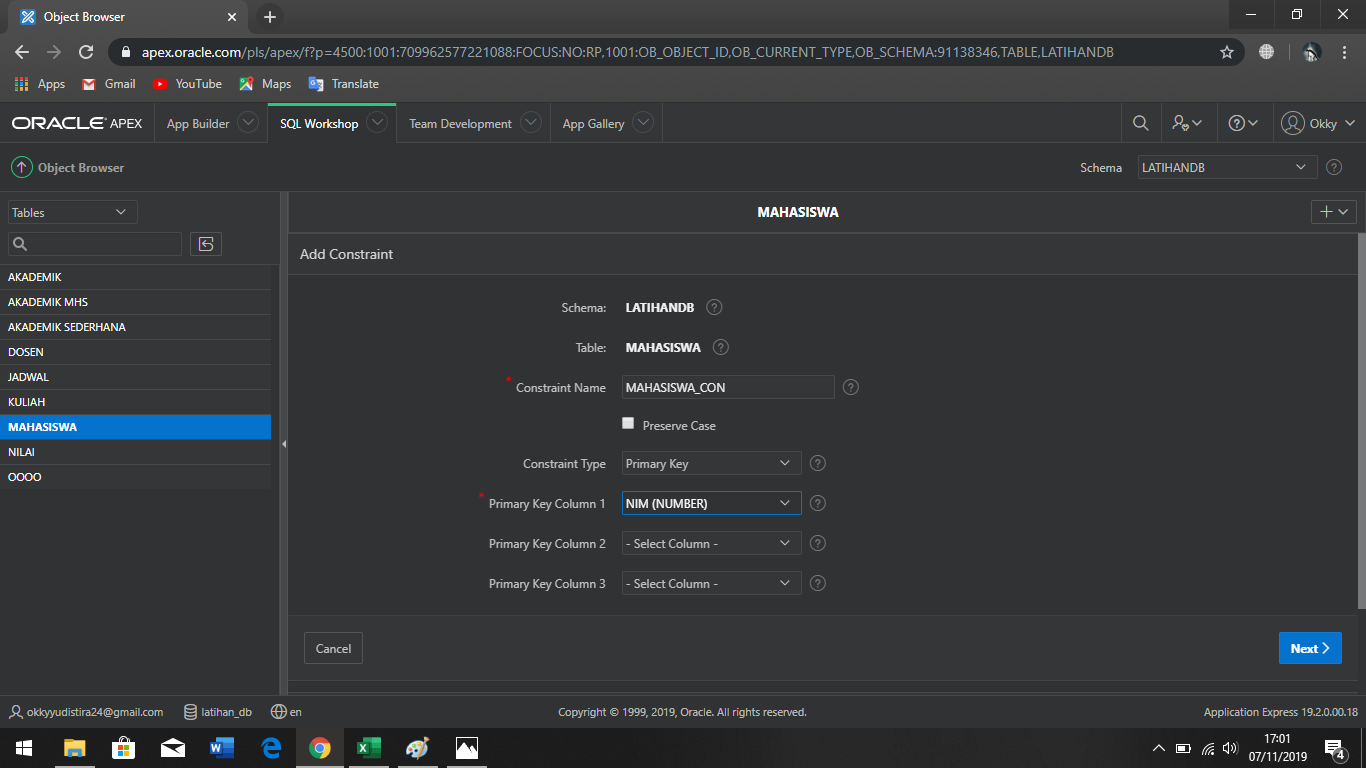 Object Browser
apex.oracle.com/pls/apex/f?p=4500:1001:709962577221088:FOCUS:NO:RP,1001:OB_OBJECT_ID,OB_CURRENT_TYPE,OB_SCHEMA:91138346,TABLE,LATIHANDB
Apps Gmail YouTube Maps Translate
ORACLE APEX App Builder SQL Workshop Team Development App Gallery Okky
Object Browser Schema LATIHANDB
Tables
MAHASISWA
Add Constraint
AKADEMIK
AKADEMIK MHS
AKADEMIK SEDERHANA
DOSEN
JADWAL
KULIAH
MAHASISWA
NILAI
OOOO
Schema: LATIHANDB
Table: MAHASISWA
* Constraint Name MAHASISWA_CON
Preserve Case
Constraint Type Primary Key
* Primary Key Column 1 NIM (NUMBER)
Primary Key Column 2 - Select Column -
Primary Key Column 3 - Select Column -
Cancel Next
okkyyudistira24@gmail.com latihan_db en Copyright © 1999, 2019, Oracle. All rights reserved. Application Express 19.2.0.00.18
17:01
07/11/2019
4